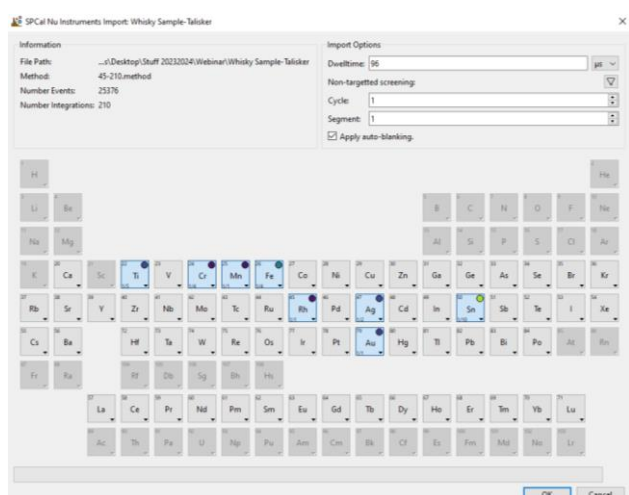 SPCal Nu Instruments Import: Whisky Sample-Talisker
Information
File Path: ...s\Desktop\Stuff 20232024\Webinar\Whisky Sample-Talisker
Method: 45-210.method
Number Events: 25376
Number Integrations: 210
Import Options
Dwelltime: 96 μs
Non-targetted screening:
Cycle: 1
Segment: 1
Apply auto-blanking.
H He
Li Be B C N O F Ne
Na Mg Al Si P S Cl Ar
K Ca Sc Ti V Cr Mn Fe Co Ni Cu Zn Ga Ge As Se Br Kr
Rb Sr Y Zr Nb Mo Tc Ru Rh Pd Ag Cd In Sn Sb Te I Xe
Cs Ba Hf Ta W Re Os Ir Pt Au Hg Tl Pb Bi Po At Rn
Fr Ra Rf Db Sg Bh Hs
La Ce Pr Nd Pm Sm Eu Gd Tb Dy Ho Er Tm Yb Lu
Ac Th Pa U Np Pu Am Cm Bk Cf Es Fm Md No Lr
OK Cancel